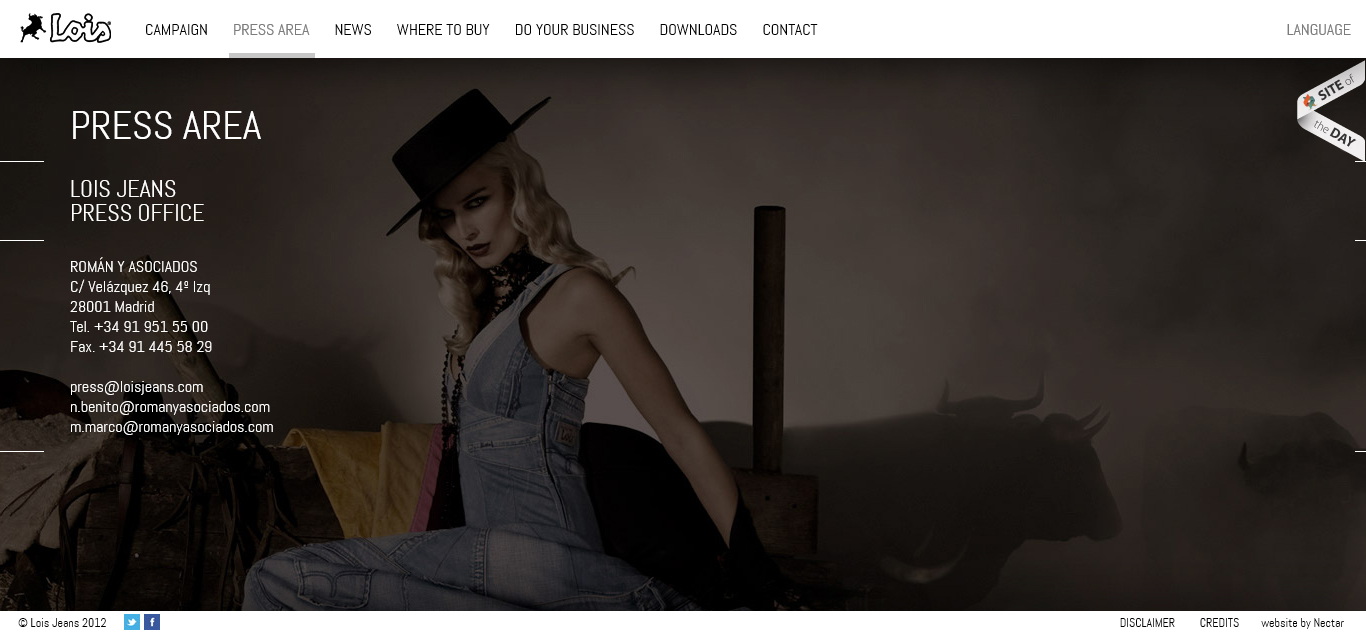 Lois
CAMPAIGN
PRESS AREA
NEWS
WHERE TO BUY
DO YOUR BUSINESS
DOWNLOADS
CONTACT
LANGUAGE
SITE of
the DAY
PRESS AREA
LOIS JEANS
PRESS OFFICE
ROMÁN Y ASOCIADOS
C/ Velázquez 46, 4º Izq
28001 Madrid
Tel. +34 91 951 55 00
Fax. +34 91 445 58 29
press@loisjeans.com
n.benito@romanyasociados.com
m.marco@romanyasociados.com
© Lois Jeans 2012
DISCLAIMER
CREDITS
website by Nectar